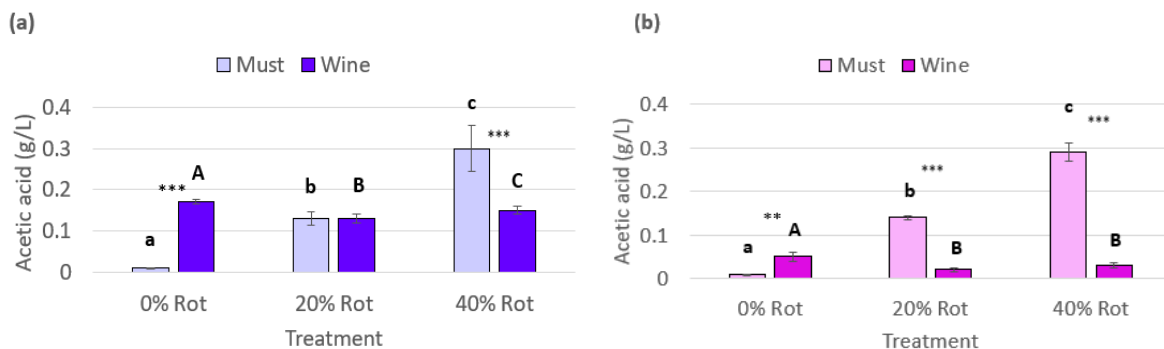 (a)
Must Wine
Acetic acid (g/L)
0.4
0.3
0.2
0.1
0
a
***
A
b
B
c
***
C
0% Rot 20% Rot 40% Rot
Treatment
(b)
Must Wine
Acetic acid (g/L)
0.4
0.3
0.2
0.1
0
a
**
A
b
***
B
c
***
B
0% Rot 20% Rot 40% Rot
Treatment